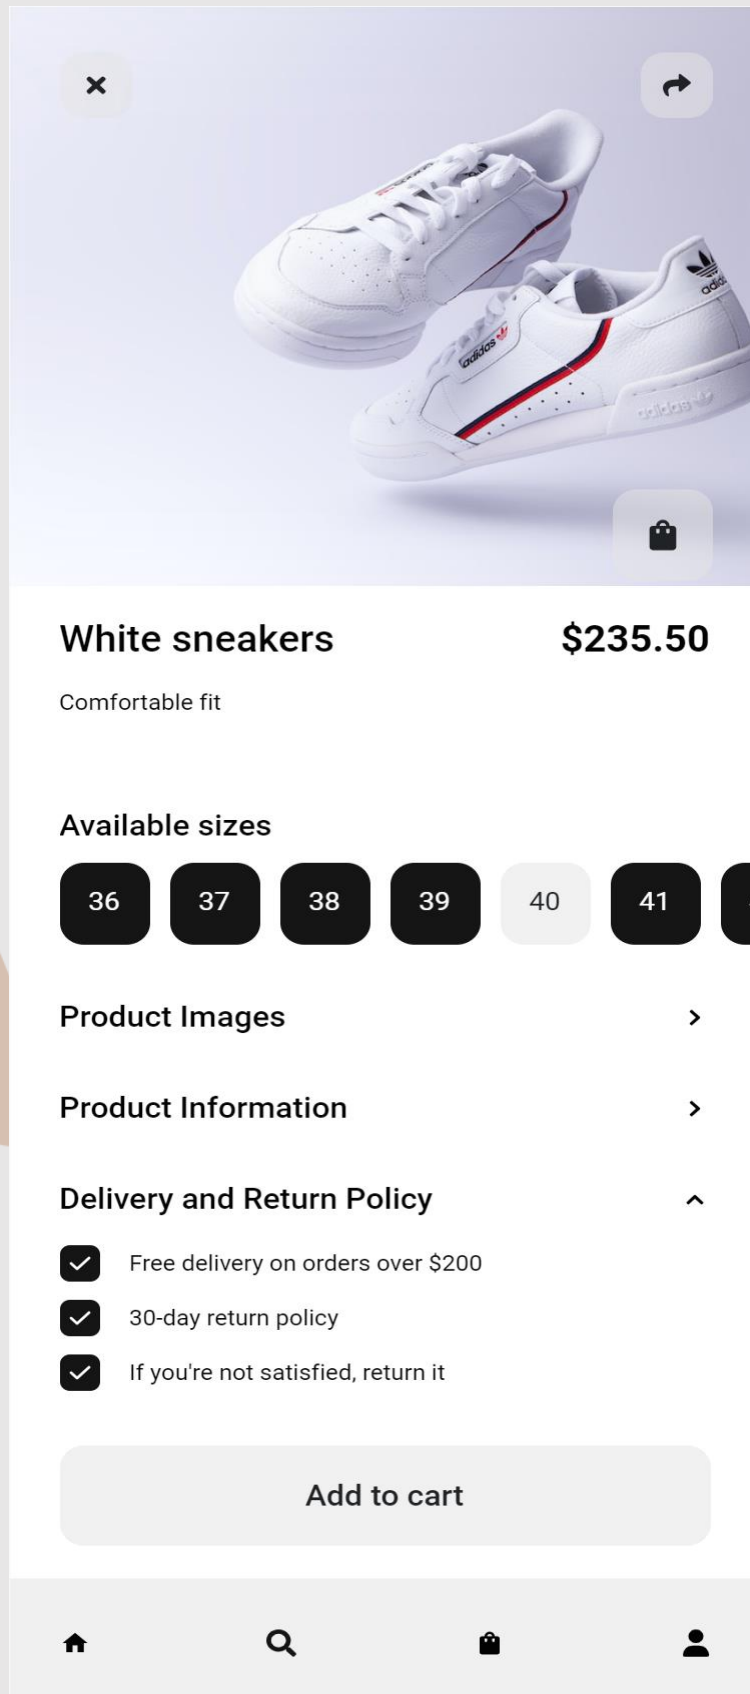 adidas
adidas
White sneakers
$235.50
Comfortable fit
Available sizes
36
37
38
39
40
41
Product Images
Product Information
Delivery and Return Policy
Free delivery on orders over $200
30-day return policy
If you're not satisfied, return it
Add to cart